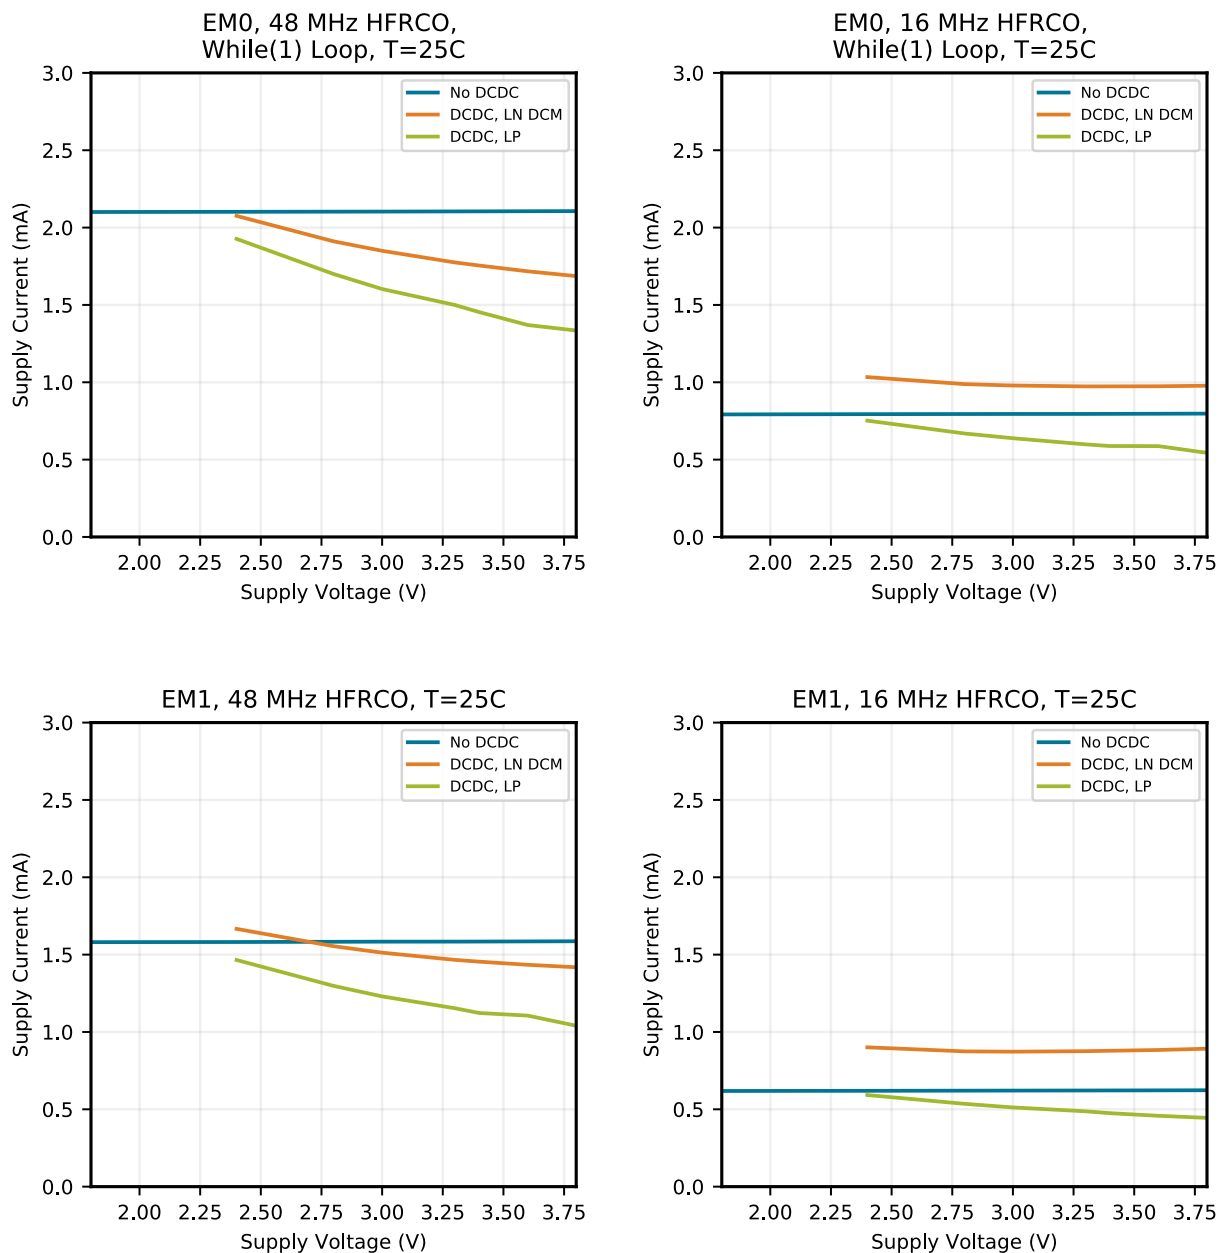 EM0, 48 MHz HFRCO,
While(1) Loop, T=25C
3.0
2.5
2.0
1.5
1.0
0.5
0.0
Supply Current (mA)
No DCDC
DCDC, LN DCM
DCDC, LP
2.00 2.25 2.50 2.75 3.00 3.25 3.50 3.75
Supply Voltage (V)
EM0, 16 MHz HFRCO,
While(1) Loop, T=25C
3.0
2.5
2.0
1.5
1.0
0.5
0.0
Supply Current (mA)
No DCDC
DCDC, LN DCM
DCDC, LP
2.00 2.25 2.50 2.75 3.00 3.25 3.50 3.75
Supply Voltage (V)
EM1, 48 MHz HFRCO, T=25C
3.0
2.5
2.0
1.5
1.0
0.5
0.0
Supply Current (mA)
No DCDC
DCDC, LN DCM
DCDC, LP
2.00 2.25 2.50 2.75 3.00 3.25 3.50 3.75
Supply Voltage (V)
EM1, 16 MHz HFRCO, T=25C
3.0
2.5
2.0
1.5
1.0
0.5
0.0
Supply Current (mA)
No DCDC
DCDC, LN DCM
DCDC, LP
2.00 2.25 2.50 2.75 3.00 3.25 3.50 3.75
Supply Voltage (V)